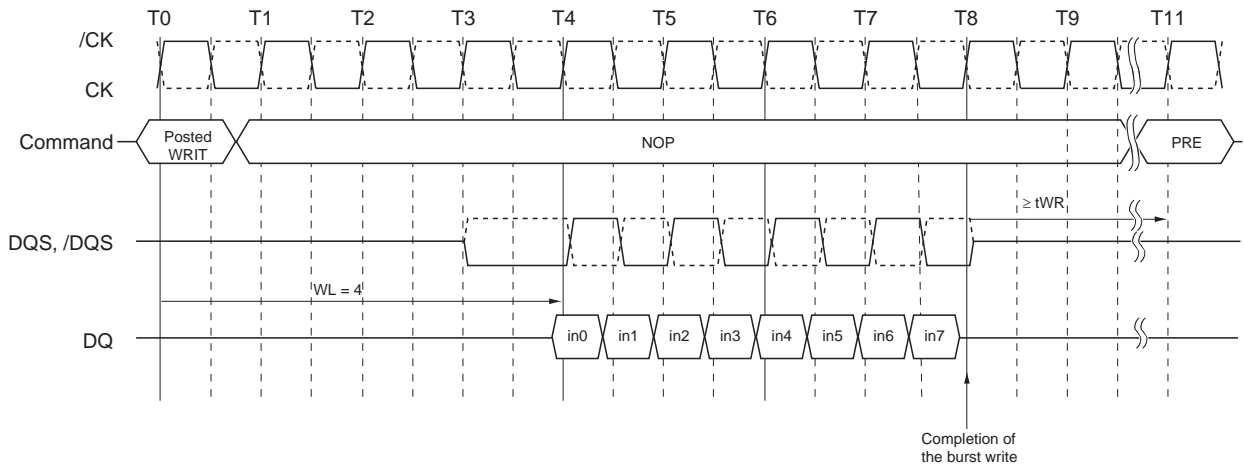 T0 T1 T2 T3 T4 T5 T6 T7 T8 T9 T11
/CK
CK
Command
Posted
WRIT
NOP
PRE
≥ tWR
DQS, /DQS
WL = 4
DQ
in0 in1 in2 in3 in4 in5 in6 in7
Completion of
the burst write